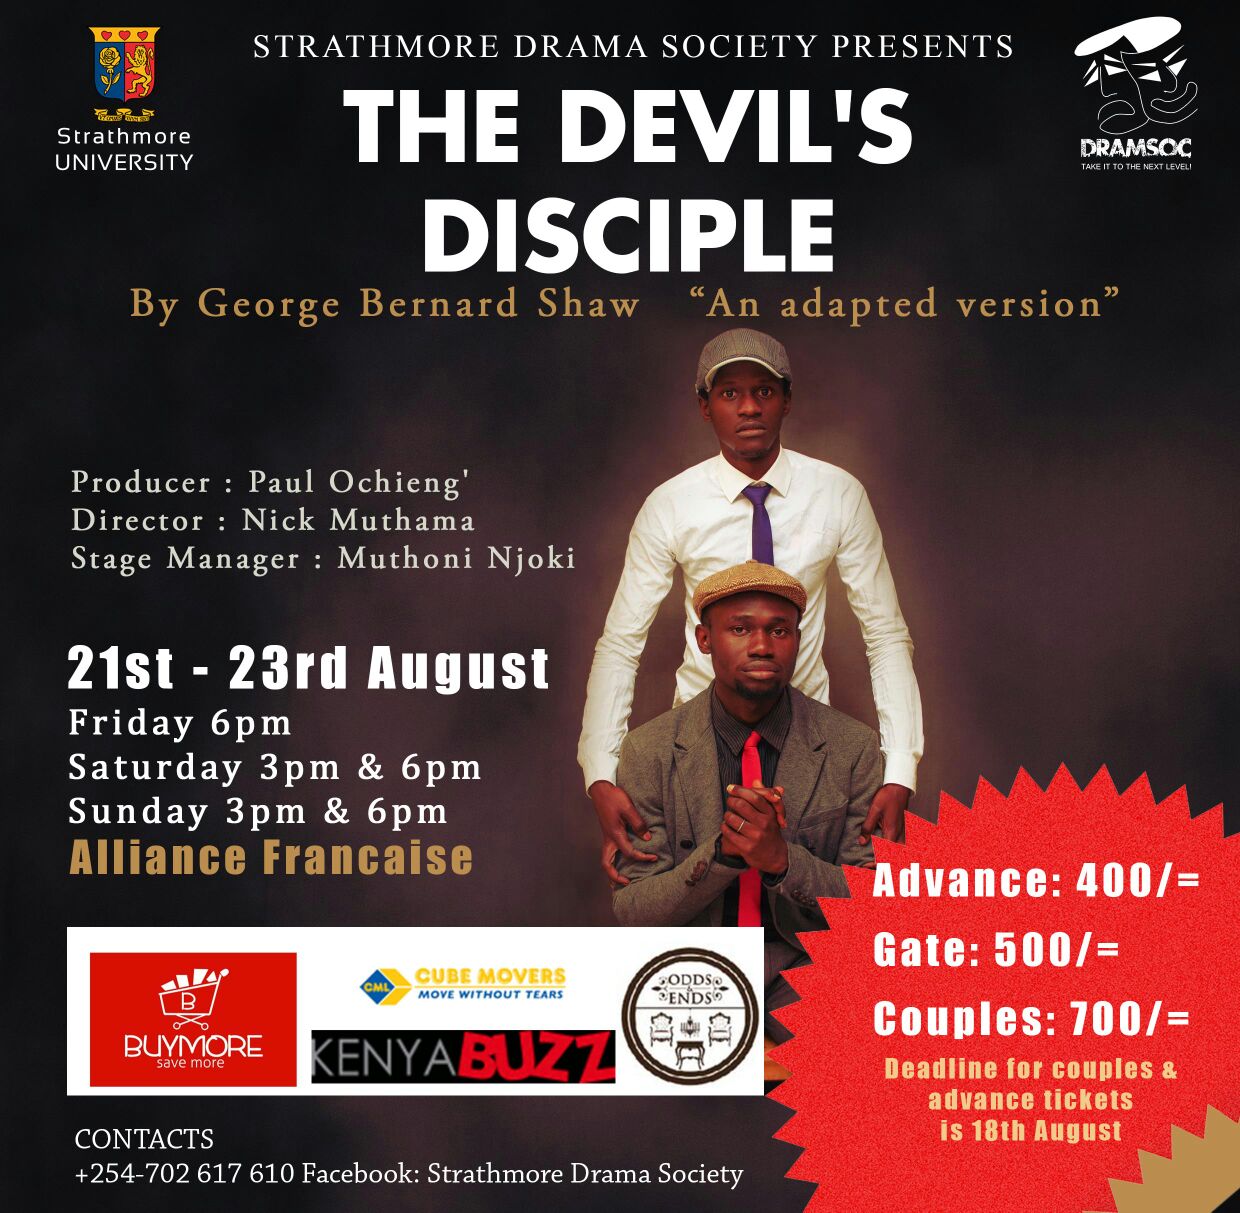 STRATHMORE DRAMA SOCIETY PRESENTS
Strathmore
UNIVERSITY
DRAMSOC
TAKE IT TO THE NEXT LEVEL!
THE DEVIL'S
DISCIPLE
By George Bernard Shaw “An adapted version”
Producer : Paul Ochieng'
Director : Nick Muthama
Stage Manager : Muthoni Njoki
21st - 23rd August
Friday 6pm
Saturday 3pm & 6pm
Sunday 3pm & 6pm
Alliance Francaise
Advance: 400/=
Gate: 500/=
Couples: 700/=
Deadline for couples &
advance tickets
is 18th August
B
BUYMORE
save more
CML
CUBE MOVERS
MOVE WITHOUT TEARS
KENYABUZZ
ODDS
&
ENDS
CONTACTS
+254-702 617 610 Facebook: Strathmore Drama Society